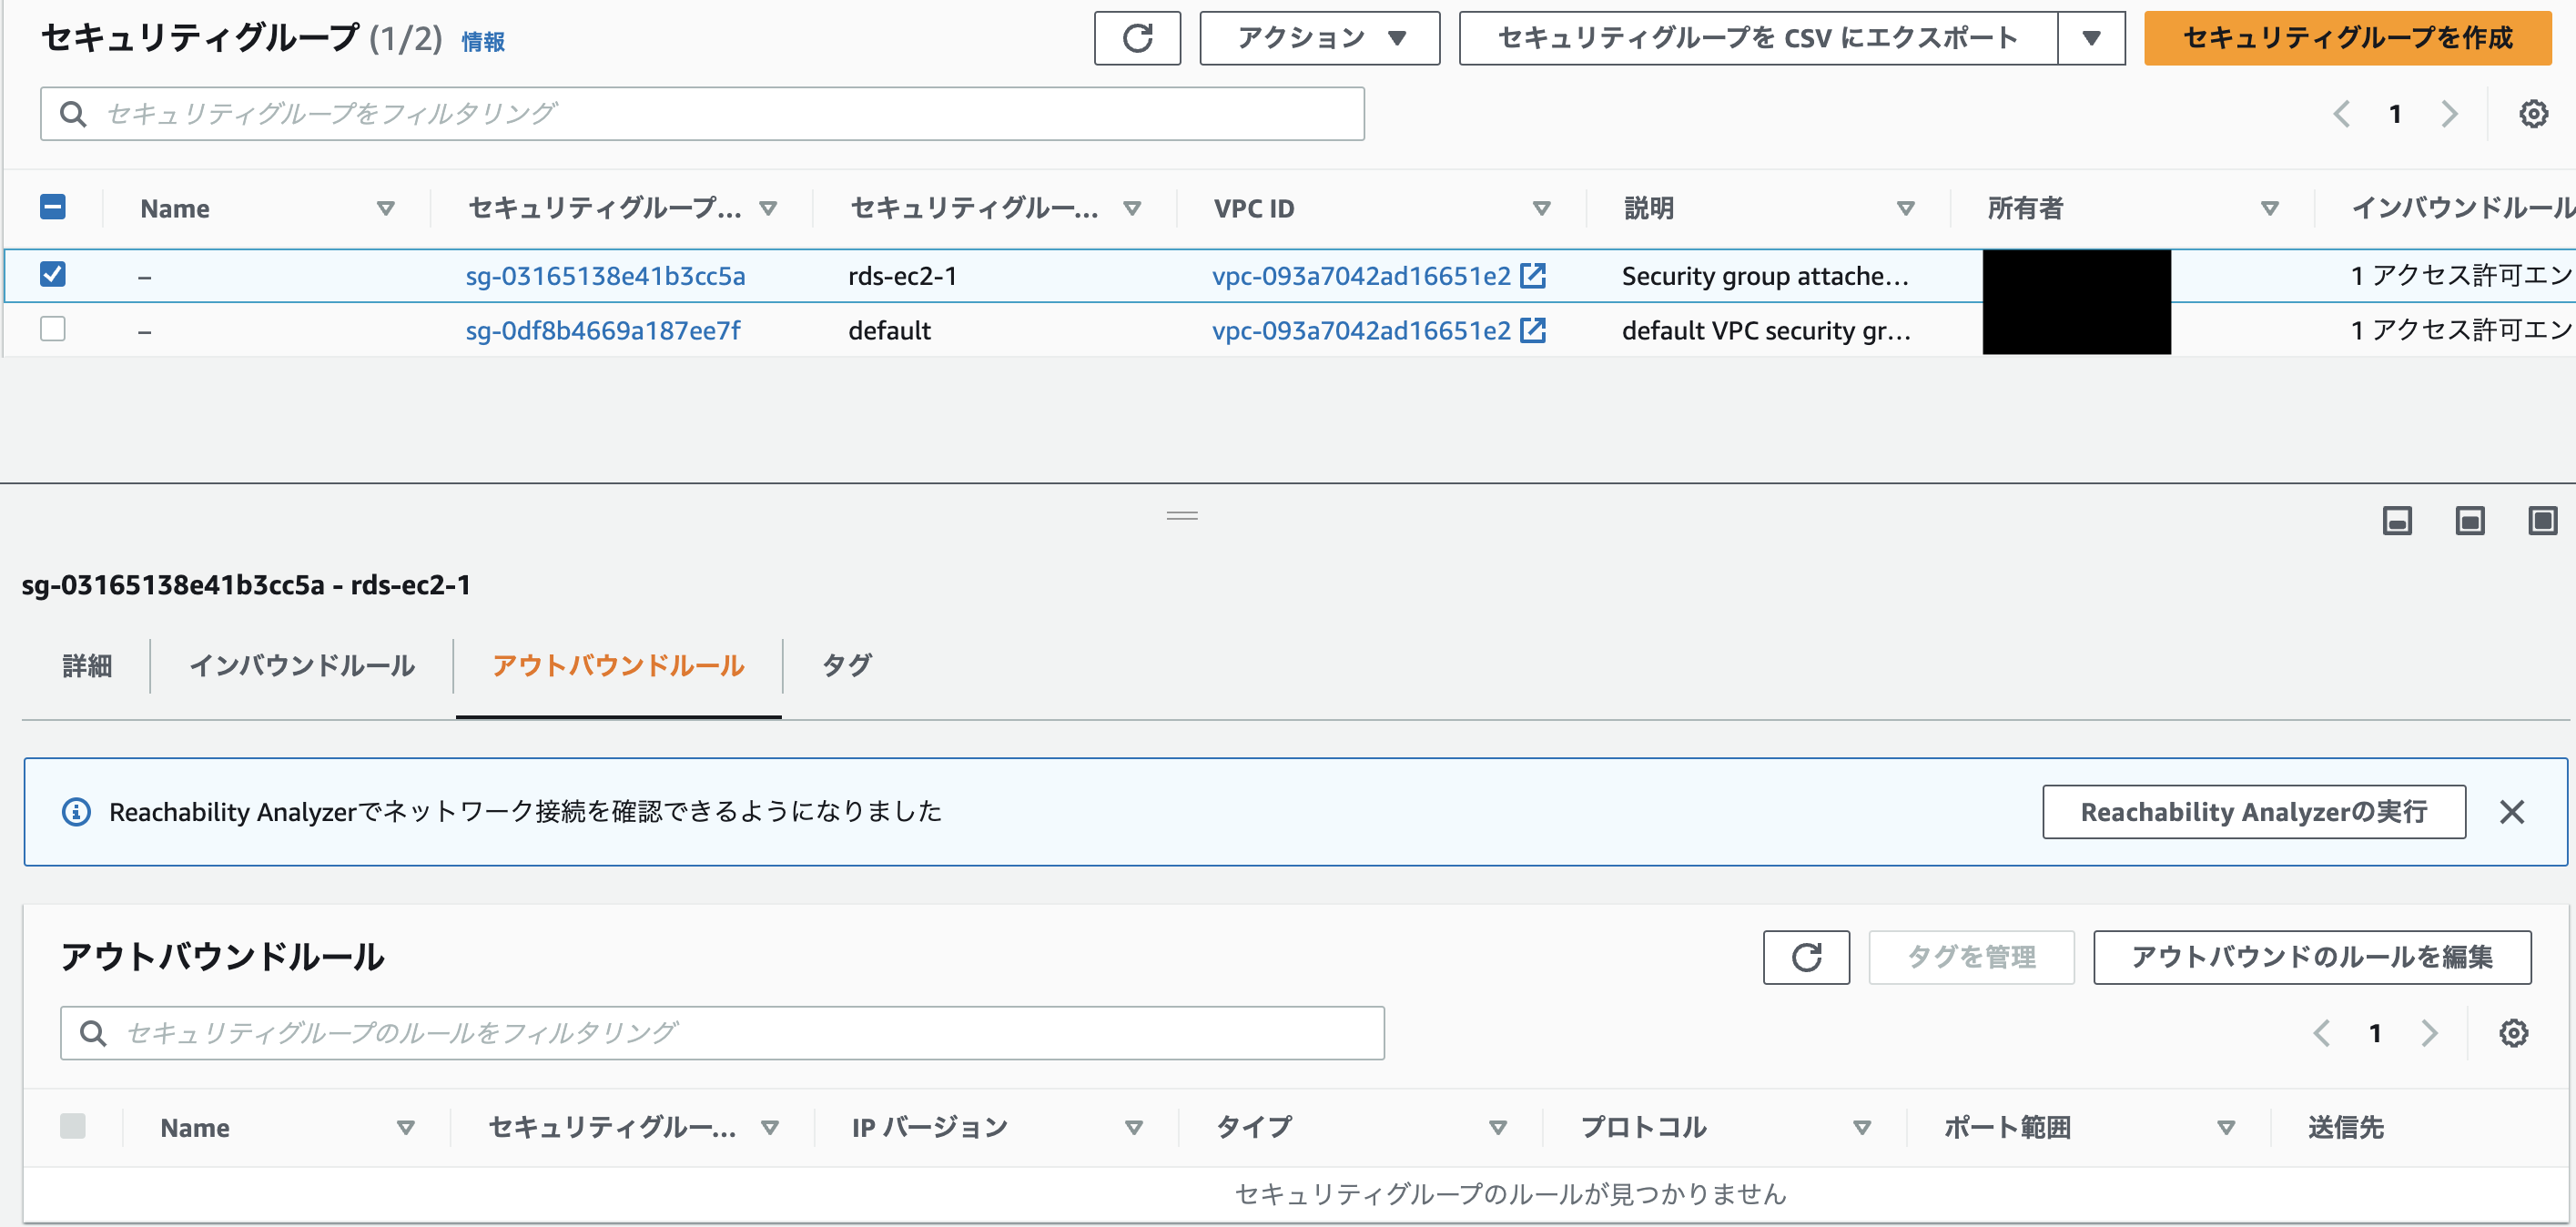 セキュリティグループ (1/2) 情報
アクション
セキュリティグループを CSV にエクスポート
セキュリティグループを作成
セキュリティグループをフィルタリング
1
Name セキュリティグループ... セキュリティグルー... VPC ID 説明 所有者 インバウンドルール
– sg-03165138e41b3cc5a rds-ec2-1 vpc-093a7042ad16651e2 Security group attache... 1 アクセス許可エン
– sg-0df8b4669a187ee7f default vpc-093a7042ad16651e2 default VPC security gr... 1 アクセス許可エン
sg-03165138e41b3cc5a - rds-ec2-1
詳細 インバウンドルール アウトバウンドルール タグ
Reachability Analyzerでネットワーク接続を確認できるようになりました
Reachability Analyzerの実行
アウトバウンドルール
タグを管理
アウトバウンドのルールを編集
セキュリティグループのルールをフィルタリング
1
Name セキュリティグルー... IP バージョン タイプ プロトコル ポート範囲 送信先
セキュリティグループのルールが見つかりません